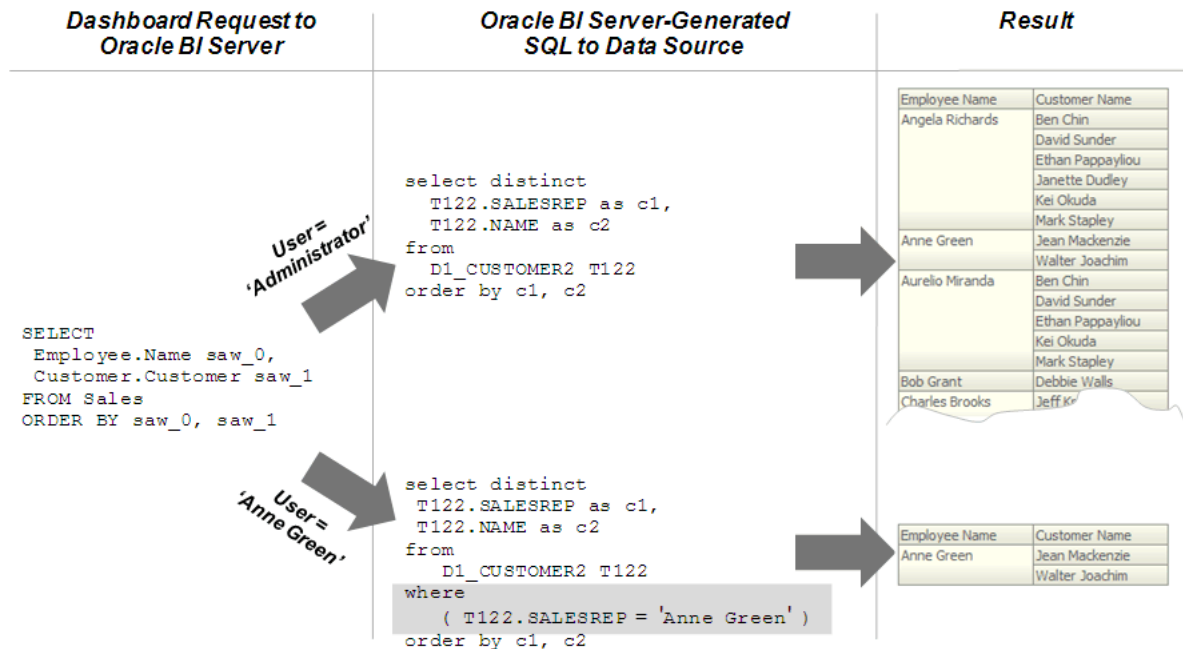 Dashboard Request to
Oracle BI Server
Oracle BI Server-Generated
SQL to Data Source
Result
SELECT
Employee.Name saw_0,
Customer.Customer saw_1
FROM Sales
ORDER BY saw_0, saw_1
User =
‘Administrator’
select distinct
T122.SALESREP as c1,
T122.NAME as c2
from
D1_CUSTOMER2 T122
order by c1, c2
Employee Name Customer Name
Angela Richards Ben Chin
David Sunder
Ethan Pappayliou
Janette Dudley
Kei Okuda
Mark Stapley
Anne Green Jean Mackenzie
Walter Joachim
Aurelio Miranda Ben Chin
David Sunder
Ethan Pappayliou
Kei Okuda
Mark Stapley
Bob Grant Debbie Walls
Charles Brooks Jeff
User =
‘Anne Green’
select distinct
T122.SALESREP as c1,
T122.NAME as c2
from
D1_CUSTOMER2 T122
where
( T122.SALESREP = 'Anne Green' )
order by c1, c2
Employee Name Customer Name
Anne Green Jean Mackenzie
Walter Joachim